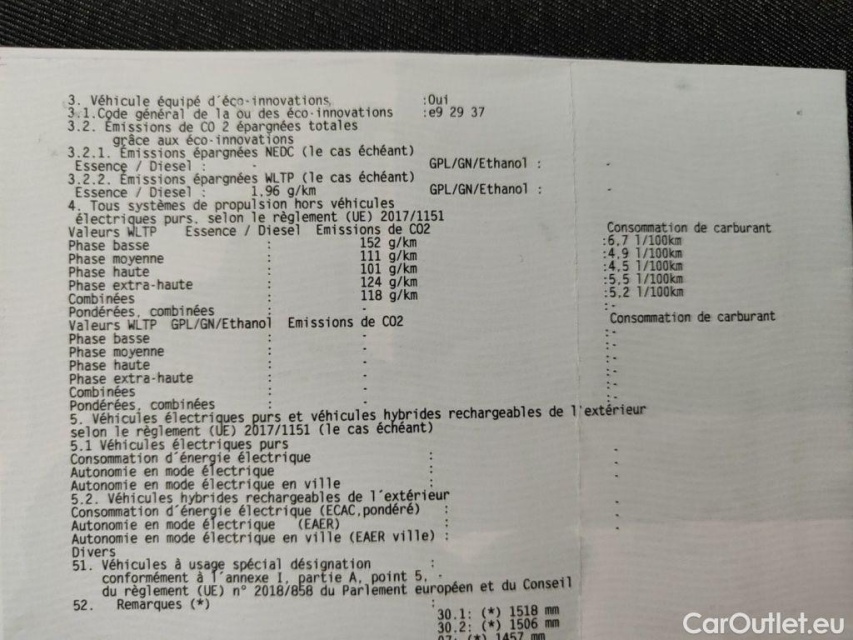 3. Véhicule équipé d'éco-innovations, :Oui
3.1.Code général de la ou des éco-innovations :e9 29 37
3.2. Émissions de CO 2 épargnées totales
grâce aux éco-innovations
3.2.1. Émissions épargnées NEDC (le cas échéant)
Essence / Diesel : - GPL/GN/Ethanol : -
3.2.2. Émissions épargnées WLTP (le cas échéant)
Essence / Diesel : 1.96 g/km GPL/GN/Ethanol : -
4. Tous systèmes de propulsion hors véhicules
électriques purs. selon le règlement (UE) 2017/1151
Valeurs WLTP Essence / Diesel Emissions de CO2 Consommation de carburant
Phase basse : 152 g/km :6,7 l/100km
Phase moyenne : 111 g/km :4,9 l/100km
Phase haute : 101 g/km :4,5 l/100km
Phase extra-haute : 124 g/km :5,5 l/100km
Combinées : 118 g/km :5,2 l/100km
Pondérées, combinées : - :-
Valeurs WLTP GPL/GN/Ethanol Emissions de CO2 Consommation de carburant
Phase basse : - :-
Phase moyenne : - :-
Phase haute : - :-
Phase extra-haute : - :-
Combinées : - :-
Pondérées, combinées : - :-
5. Véhicules électriques purs et véhicules hybrides rechargeables de l'extérieur
selon le règlement (UE) 2017/1151 (le cas échéant)
5.1 Véhicules électriques purs
Consommation d'énergie électrique : -
Autonomie en mode électrique : -
Autonomie en mode électrique en ville : -
5.2. Véhicules hybrides rechargeables de l'extérieur
Consommation d'énergie électrique (ECAC,pondéré) : -
Autonomie en mode électrique (EAER) : -
Autonomie en mode électrique en ville (EAER ville) : -
Divers
51. Véhicules à usage spécial désignation :
conformément à l'annexe I, partie A, point 5, -
du règlement (UE) n° 2018/858 du Parlement européen et du Conseil
52. Remarques (*) :
30.1: (*) 1518 mm
30.2: (*) 1506 mm
(*) 1457 mm
CarOutlet.eu